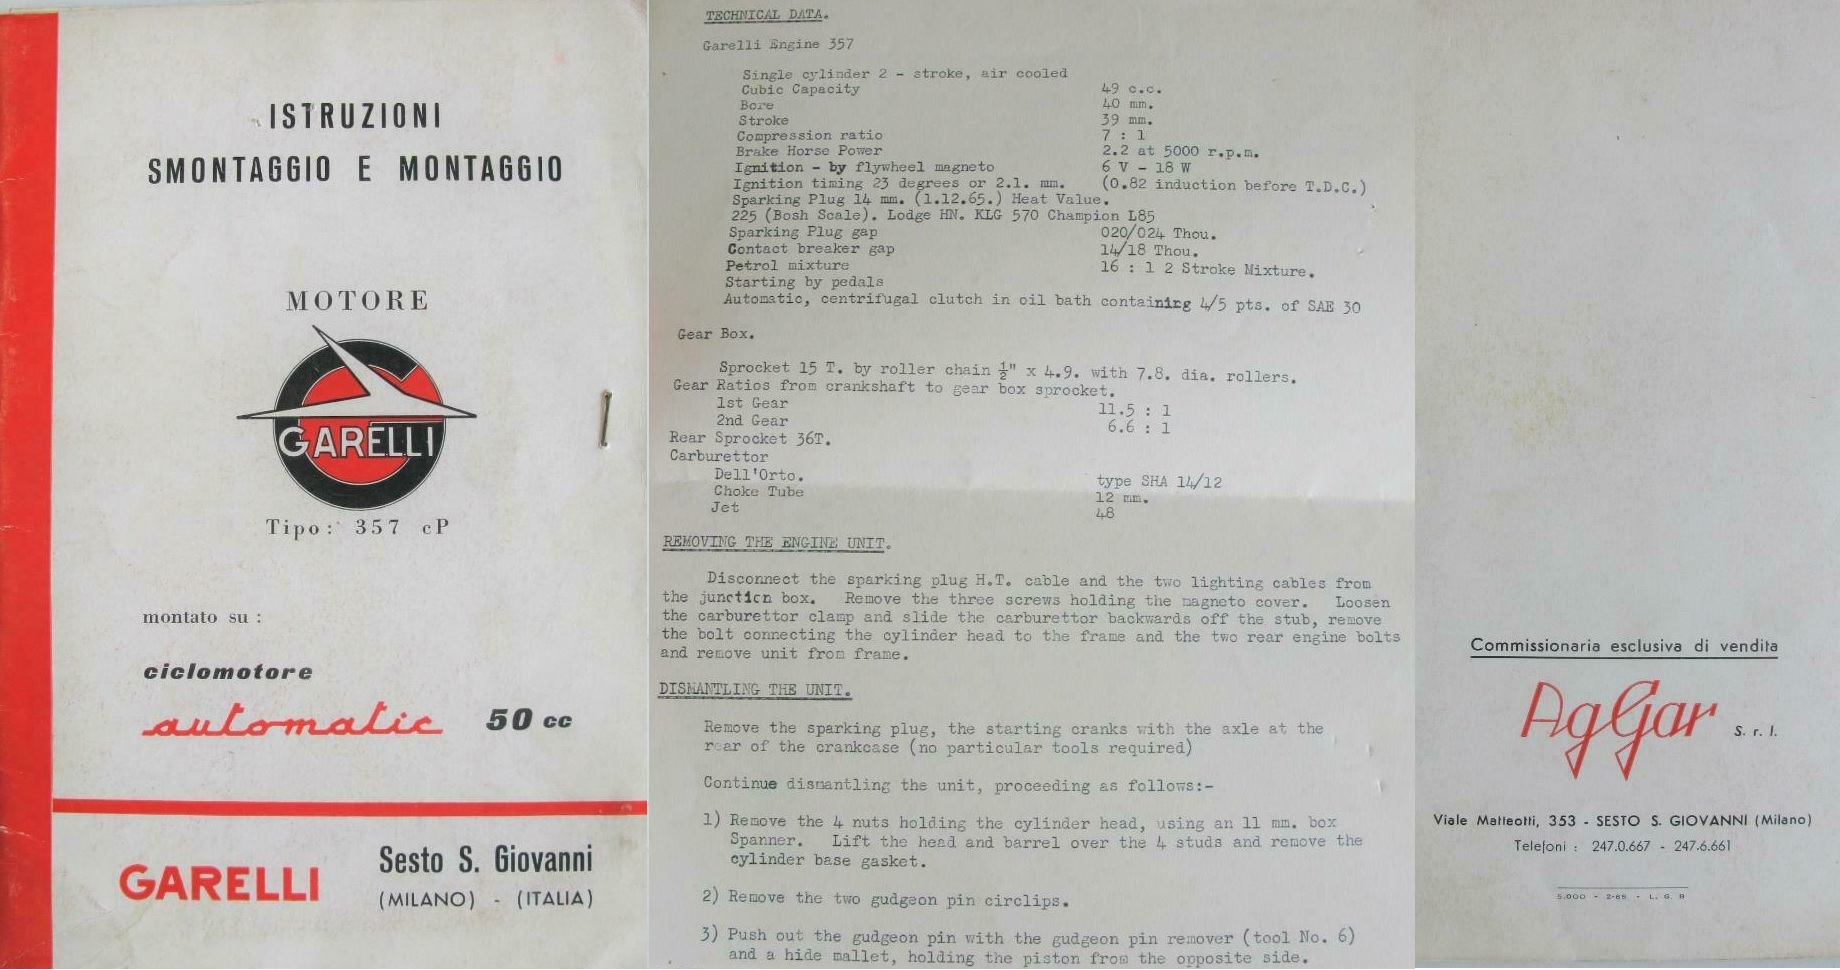 ISTRUZIONI
SMONTAGGIO E MONTAGGIO
MOTORE
GARELLI
Tipo: 357 cP
montato su :
ciclomotore
automatic 50 cc
GARELLI
Sesto S. Giovanni
(MILANO) - (ITALIA)
TECHNICAL DATA.
Garelli Engine 357
Single cylinder 2 - stroke, air cooled
Cubic Capacity 49 c.c.
Bore 40 mm.
Stroke 39 mm.
Compression ratio 7 : 1
Brake Horse Power 2.2 at 5000 r.p.m.
Ignition - by flywheel magneto 6 V - 18 W
Ignition timing 23 degrees or 2.1. mm. (0.82 induction before T.D.C.)
Sparking Plug 14 mm. (1.12.65.) Heat Value.
225 (Bosh Scale). Lodge HN. KLG 570 Champion L85
Sparking Plug gap 020/024 Thou.
Contact breaker gap 14/18 Thou.
Petrol mixture 16 : 1 2 Stroke Mixture.
Starting by pedals
Automatic, centrifugal clutch in oil bath containing 4/5 pts. of SAE 30
Gear Box.
Sprocket 15 T. by roller chain ½" x 4.9. with 7.8. dia. rollers.
Gear Ratios from crankshaft to gear box sprocket.
1st Gear 11.5 : 1
2nd Gear 6.6 : 1
Rear Sprocket 36T.
Carburettor
Dell'Orto. type SHA 14/12
Choke Tube 12 mm.
Jet 48
REMOVING THE ENGINE UNIT.
Disconnect the sparking plug H.T. cable and the two lighting cables from
the junction box. Remove the three screws holding the magneto cover. Loosen
the carburettor clamp and slide the carburettor backwards off the stub, remove
the bolt connecting the cylinder head to the frame and the two rear engine bolts
and remove unit from frame.
DISMANTLING THE UNIT.
Remove the sparking plug, the starting cranks with the axle at the
rear of the crankcase (no particular tools required)
Continue dismantling the unit, proceeding as follows:-
1) Remove the 4 nuts holding the cylinder head, using an 11 mm. box
Spanner. Lift the head and barrel over the 4 studs and remove the
cylinder base gasket.
2) Remove the two gudgeon pin circlips.
3) Push out the gudgeon pin with the gudgeon pin remover (tool No. 6)
and a hide mallet, holding the piston from the opposite side.
Commissionaria esclusiva di vendita
AgGar s. r. l.
Viale Matteotti, 353 - SESTO S. GIOVANNI (Milano)
Telefoni : 247.0.667 - 247.6.661
5.000 - 2-65 - L. G. B